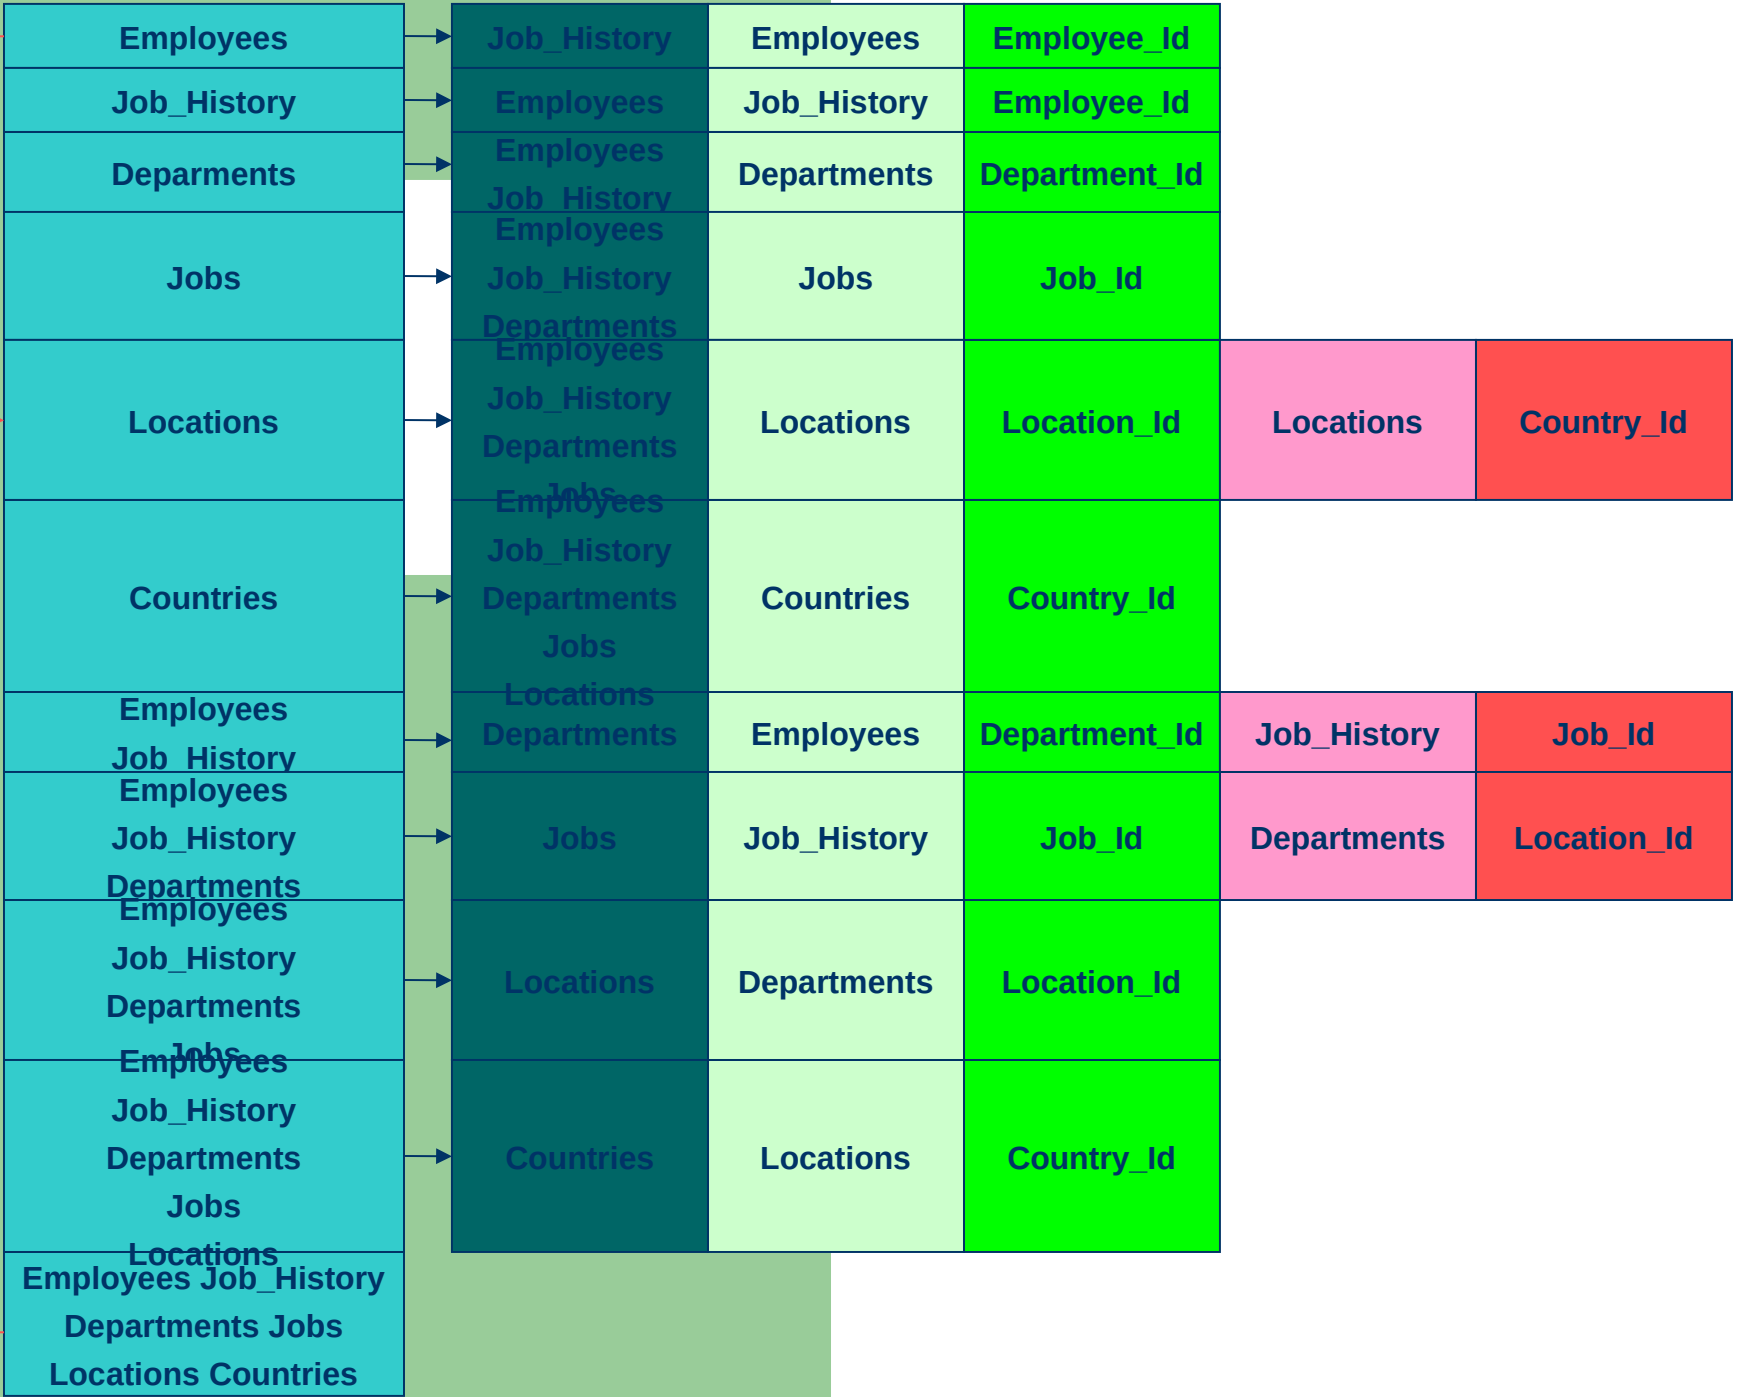 Employees Job_History Employees Employee_Id
Job_History Employees Job_History Employee_Id
Deparments
Employees
Job_History
Departments Department_Id
Jobs
Employees
Job_History
Departments
Jobs Job_Id
Locations
Employees
Job_History
Departments
Jobs
Locations Location_Id Locations Country_Id
Countries
Employees
Job_History
Departments
Jobs
Locations
Countries Country_Id
Employees
Job_History
Departments Employees Department_Id Job_History Job_Id
Employees
Job_History
Departments
Jobs Job_History Job_Id Departments Location_Id
Employees
Job_History
Departments
Jobs
Locations Departments Location_Id
Employees
Job_History
Departments
Jobs
Locations
Countries Locations Country_Id
Employees Job_History
Departments Jobs
Locations Countries